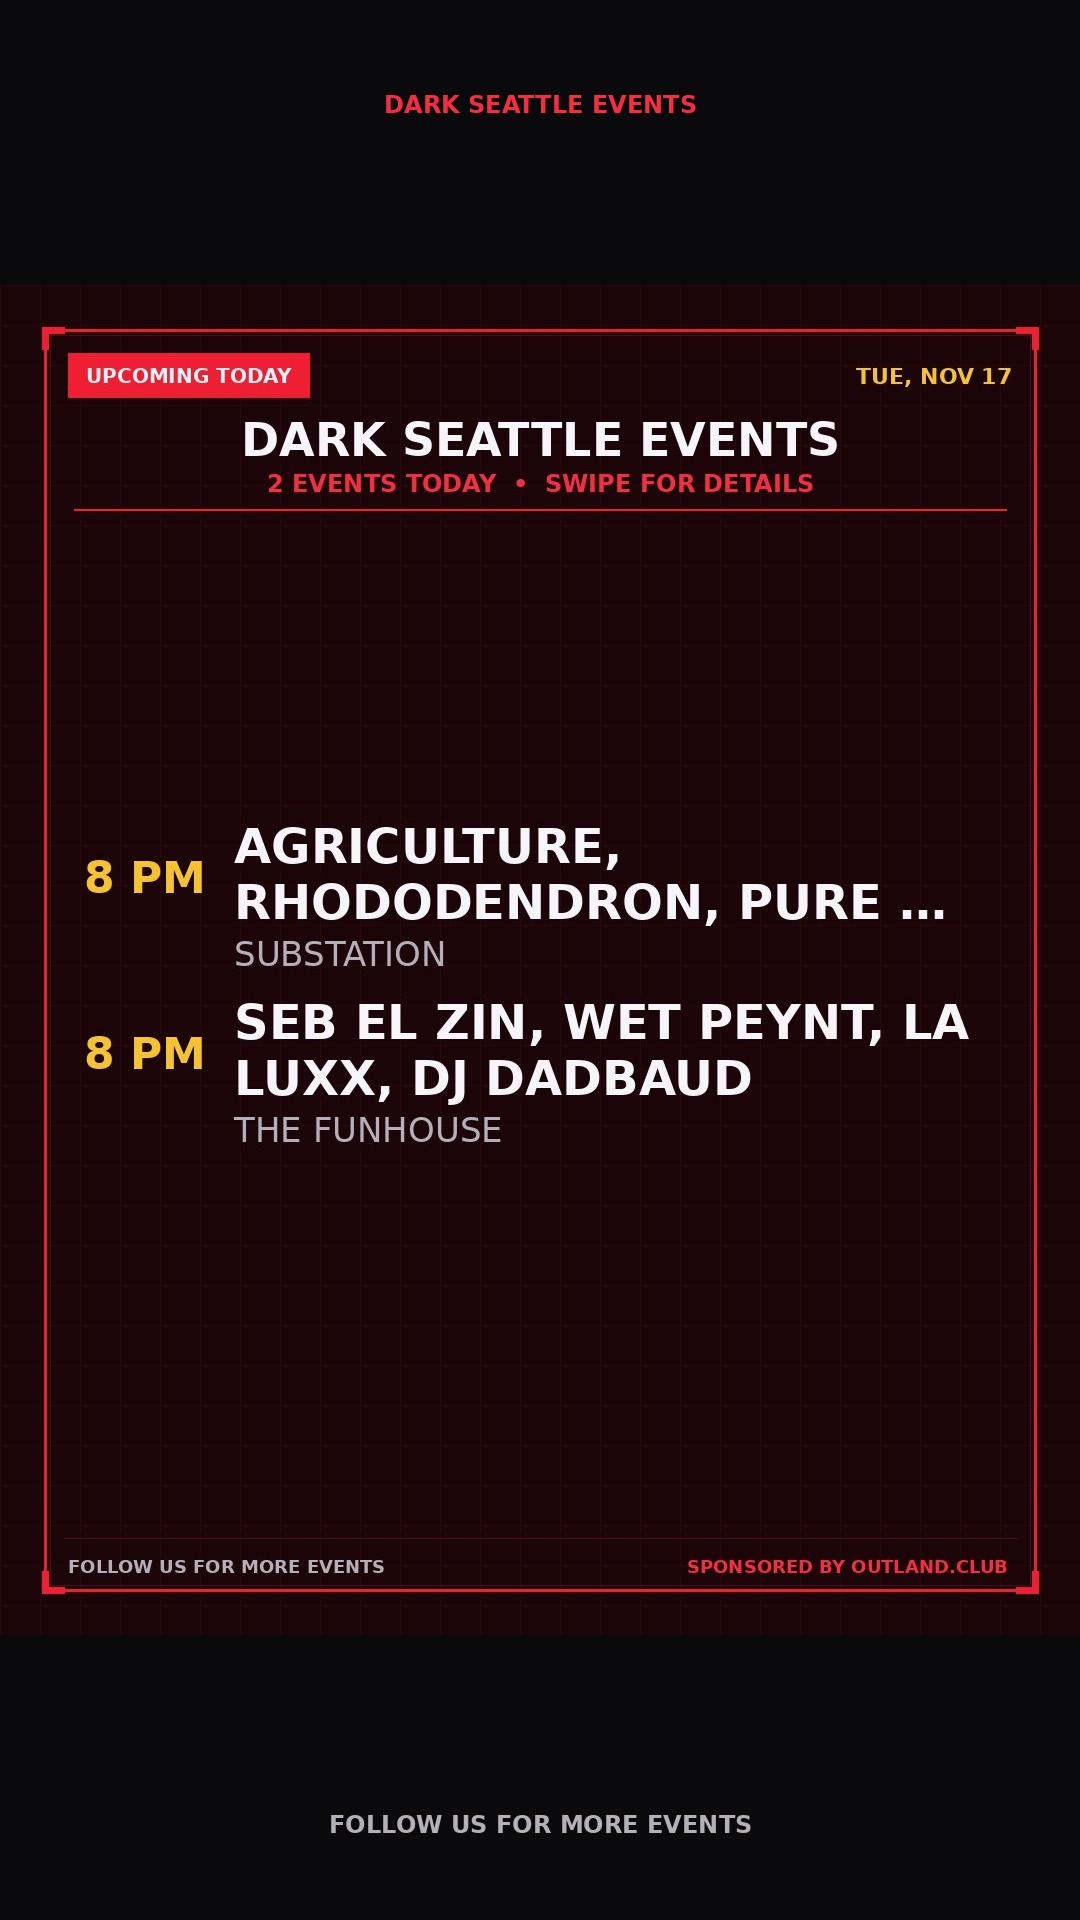 DARK SEATTLE EVENTS
UPCOMING TODAY
TUE, NOV 17
DARK SEATTLE EVENTS
2 EVENTS TODAY • SWIPE FOR DETAILS
8 PM
AGRICULTURE,
RHODODENDRON, PURE ...
SUBSTATION
8 PM
SEB EL ZIN, WET PEYNT, LA
LUXX, DJ DADBAUD
THE FUNHOUSE
FOLLOW US FOR MORE EVENTS
SPONSORED BY OUTLAND.CLUB
FOLLOW US FOR MORE EVENTS